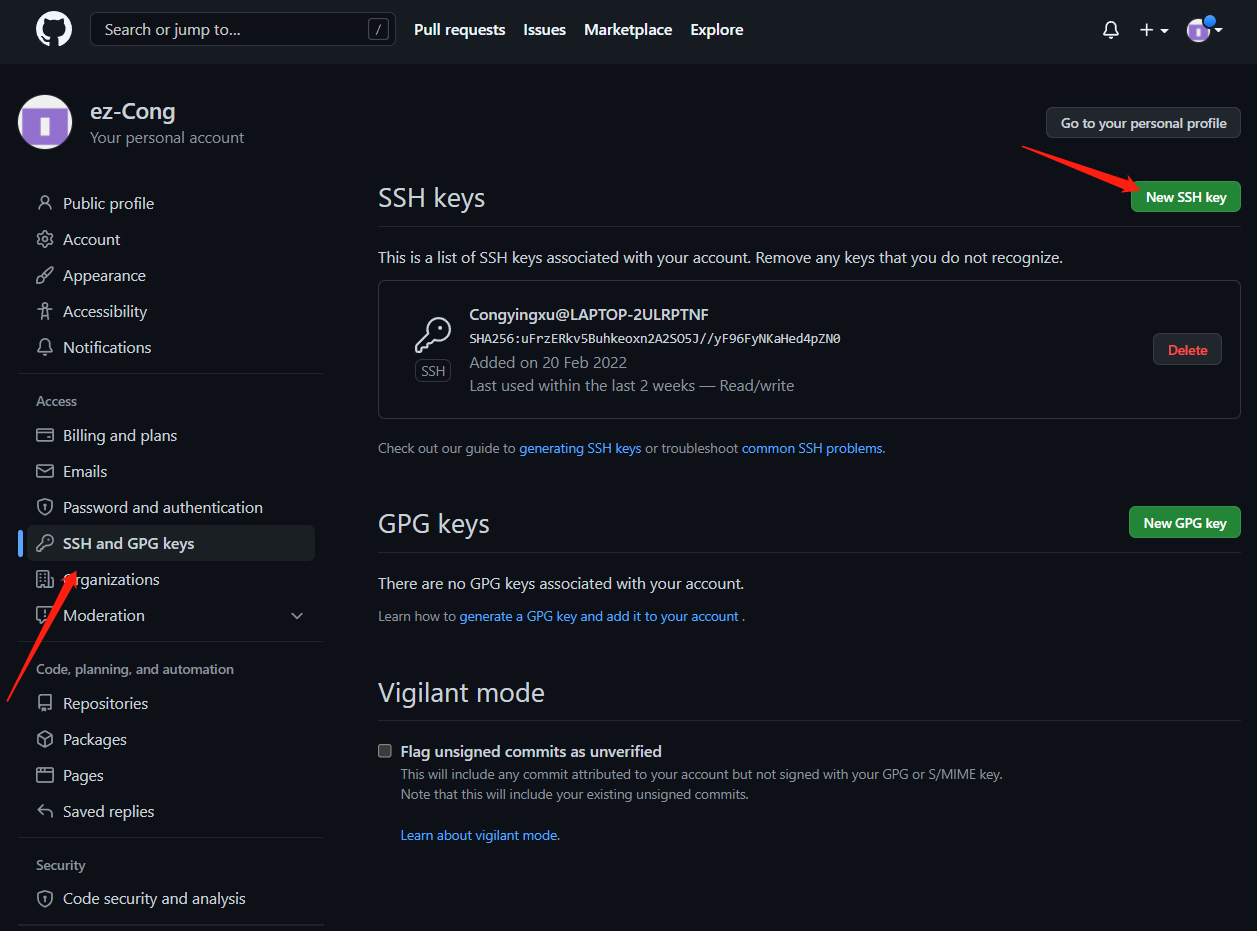 Search or jump to...
/
Pull requests
Issues
Marketplace
Explore
ez-Cong
Your personal account
Go to your personal profile
Public profile
Account
Appearance
Accessibility
Notifications
Access
Billing and plans
Emails
Password and authentication
SSH and GPG keys
Organizations
Moderation
Code, planning, and automation
Repositories
Packages
Pages
Saved replies
Security
Code security and analysis
SSH keys
New SSH key
This is a list of SSH keys associated with your account. Remove any keys that you do not recognize.
SSH
Congyingxu@LAPTOP-2ULRPTNF
SHA256:uFrzERkv5Buhkeoxn2A2SO5J//yF96FyNKaHed4pZN0
Added on 20 Feb 2022
Last used within the last 2 weeks — Read/write
Delete
Check out our guide to generating SSH keys or troubleshoot common SSH problems.
GPG keys
New GPG key
There are no GPG keys associated with your account.
Learn how to generate a GPG key and add it to your account .
Vigilant mode
Flag unsigned commits as unverified
This will include any commit attributed to your account but not signed with your GPG or S/MIME key.
Note that this will include your existing unsigned commits.
Learn about vigilant mode.